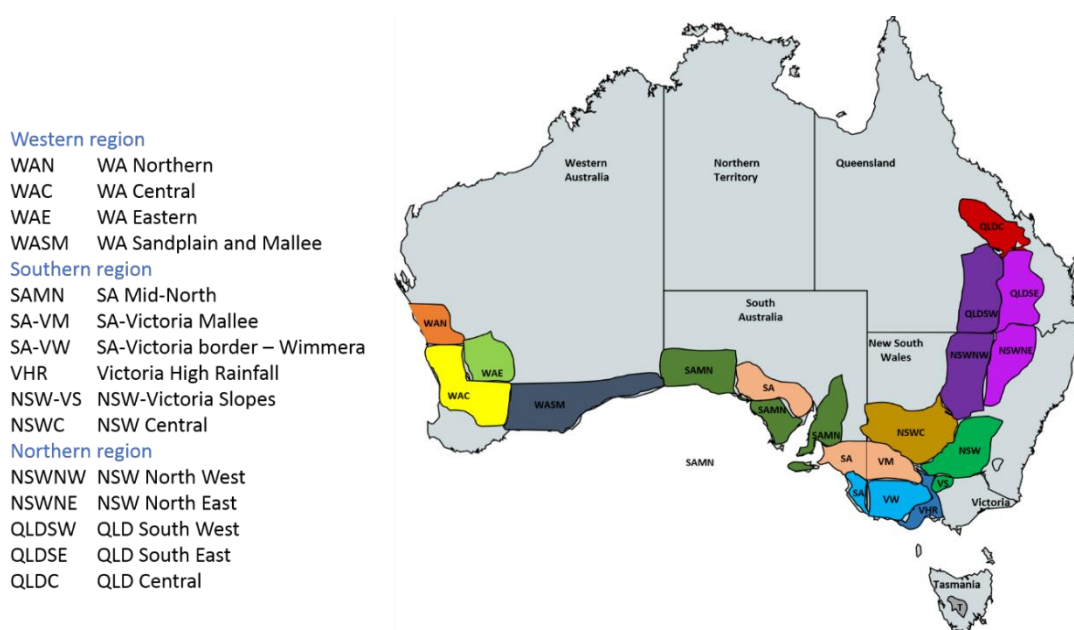 Western region
WAN WA Northern
WAC WA Central
WAE WA Eastern
WASM WA Sandplain and Mallee
Southern region
SAMN SA Mid-North
SA-VM SA-Victoria Mallee
SA-VW SA-Victoria border – Wimmera
VHR Victoria High Rainfall
NSW-VS NSW-Victoria Slopes
NSWC NSW Central
Northern region
NSWNW NSW North West
NSWNE NSW North East
QLDSW QLD South West
QLDSE QLD South East
QLDC QLD Central
Western
Australia
Northern
Territory
Queensland
QLDC
QLDSE
QLDSW
South
Australia
WAN
New South
Wales
NSWNW
NSWNE
WAE
SAMN
SA
WAC
WASM
SAMN
SAMN
NSWC
NSW
SAMN
SA
VM
VS
SA
VW
VHR
Victoria
Tasmania
T